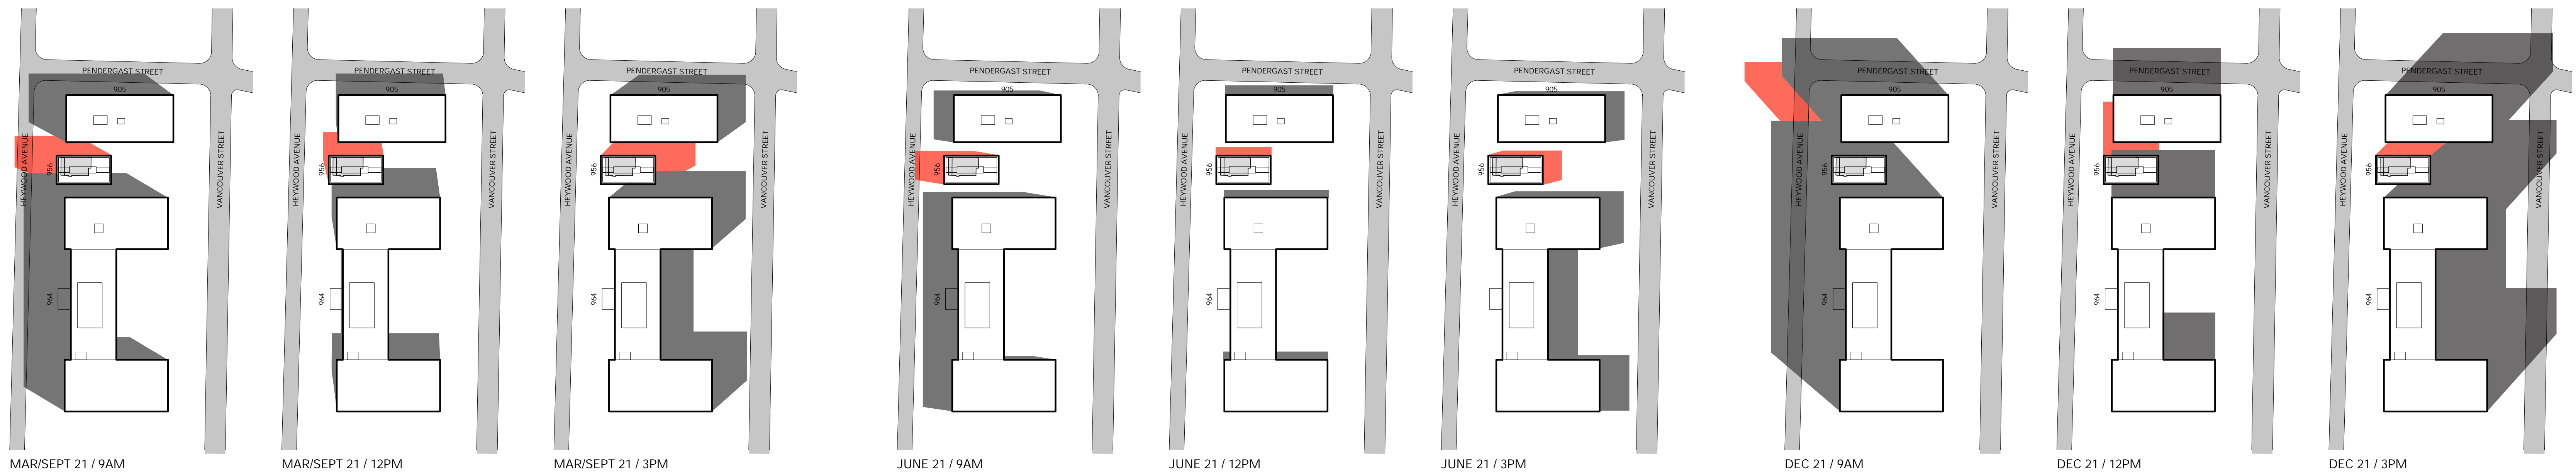 PENDERGAST STREET
905
HEYWOOD AVENUE
956
VANCOUVER STREET
964
MAR/SEPT 21 / 9AM
PENDERGAST STREET
905
HEYWOOD AVENUE
956
VANCOUVER STREET
964
MAR/SEPT 21 / 12PM
PENDERGAST STREET
905
HEYWOOD AVENUE
956
VANCOUVER STREET
964
MAR/SEPT 21 / 3PM
PENDERGAST STREET
905
HEYWOOD AVENUE
956
VANCOUVER STREET
964
JUNE 21 / 9AM
PENDERGAST STREET
905
HEYWOOD AVENUE
956
VANCOUVER STREET
964
JUNE 21 / 12PM
PENDERGAST STREET
905
HEYWOOD AVENUE
956
VANCOUVER STREET
964
JUNE 21 / 3PM
PENDERGAST STREET
905
HEYWOOD AVENUE
956
VANCOUVER STREET
964
DEC 21 / 9AM
PENDERGAST STREET
905
HEYWOOD AVENUE
956
VANCOUVER STREET
964
DEC 21 / 12PM
PENDERGAST STREET
905
HEYWOOD AVENUE
956
VANCOUVER STREET
964
DEC 21 / 3PM